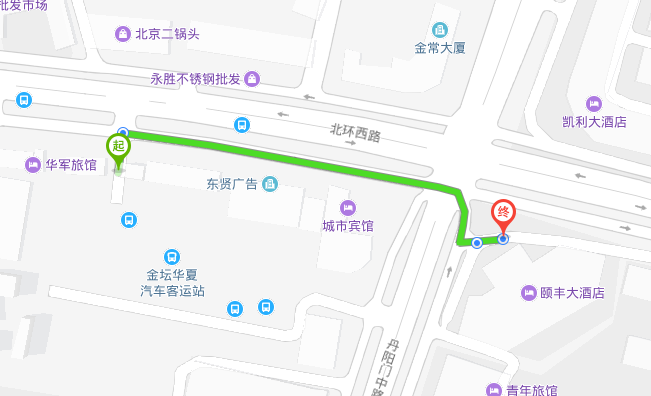 批发市场
北京二锅头
金常大厦
永胜不锈钢批发
凯利大酒店
北环西路
起
华军旅馆
东贤广告
终
城市宾馆
金坛华夏
汽车客运站
颐丰大酒店
丹阳门中路
青年旅馆